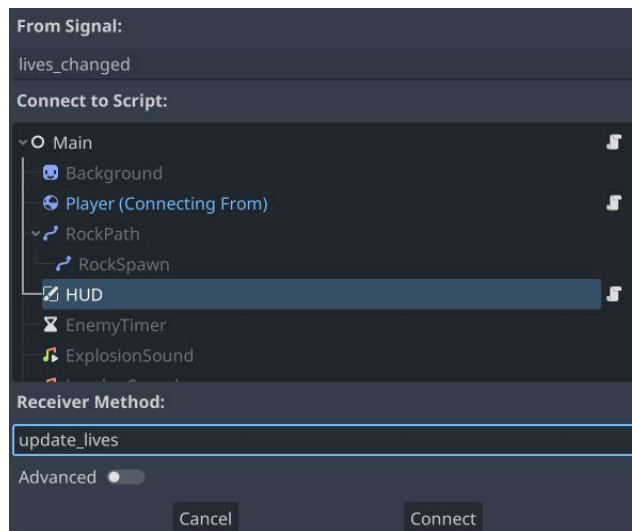 From Signal:
lives_changed
Connect to Script:
Main
Background
Player (Connecting From)
RockPath
RockSpawn
HUD
EnemyTimer
ExplosionSound
Receiver Method:
update_lives
Advanced
Cancel Connect